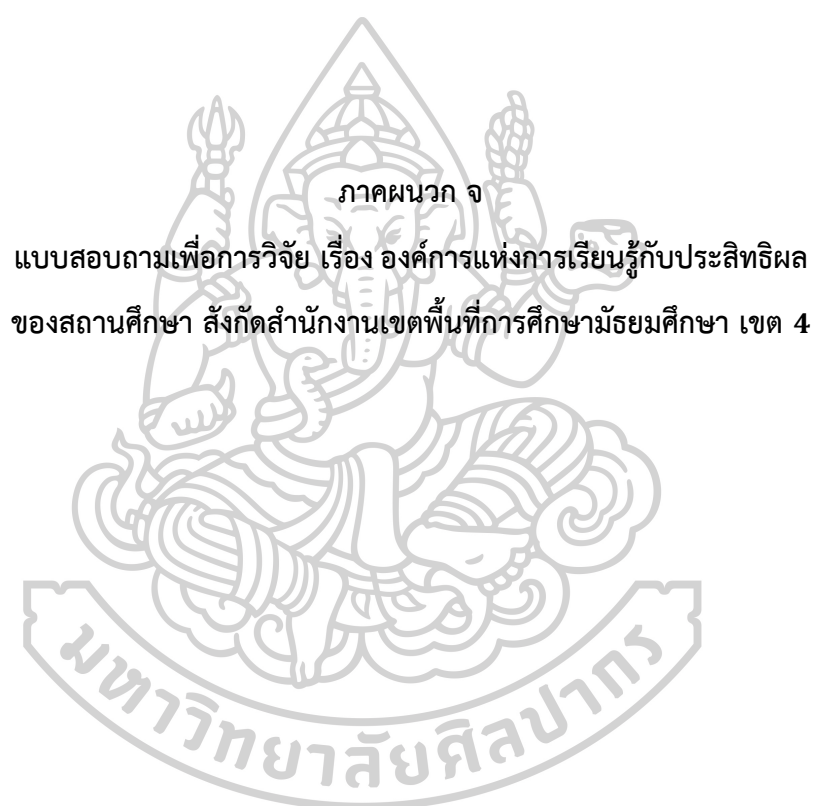 ภาคผนวก จ
แบบสอบถามเพื่อการวิจัย เรื่อง องค์การแห่งการเรียนรู้กับประสิทธิผล
ของสถานศึกษา สังกัดสำนักงานเขตพื้นที่การศึกษามัธยมศึกษา เขต 4
มหาวิทยาลัยศิลปากร